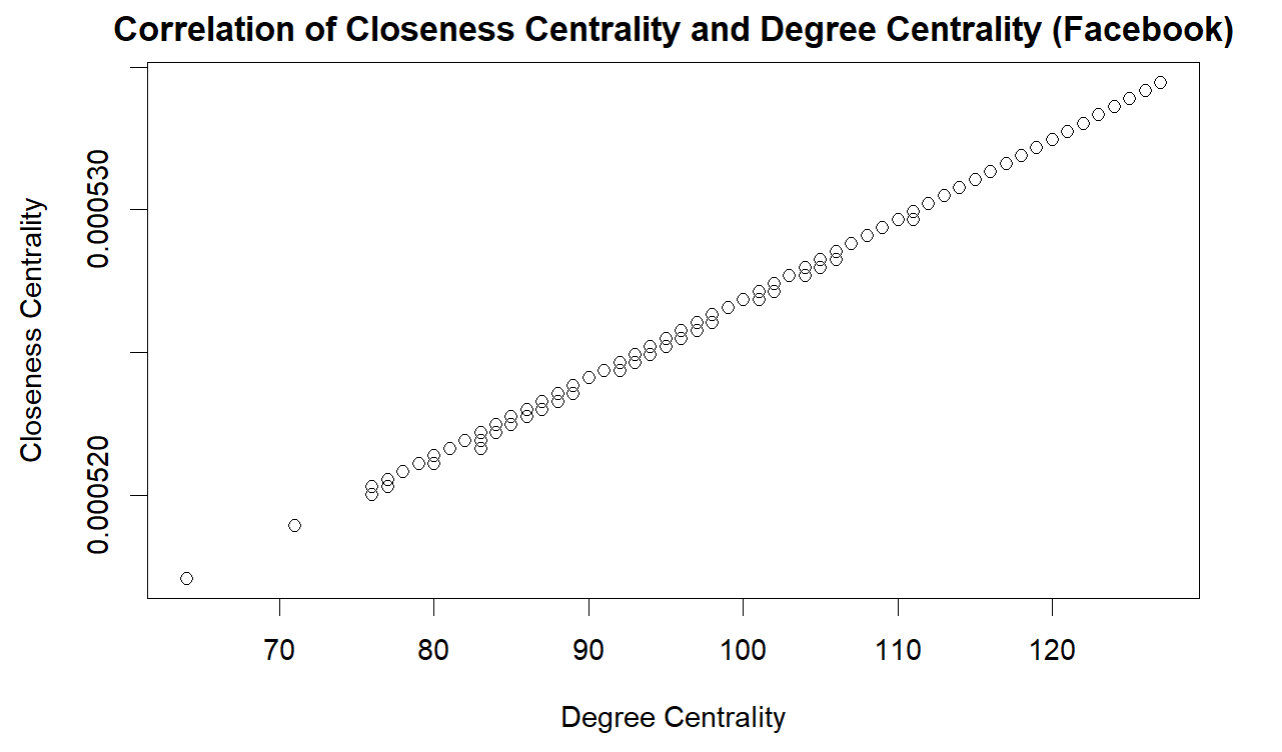 Correlation of Closeness Centrality and Degree Centrality (Facebook)
Closeness Centrality
0.000530
0.000520
70 80 90 100 110 120
Degree Centrality